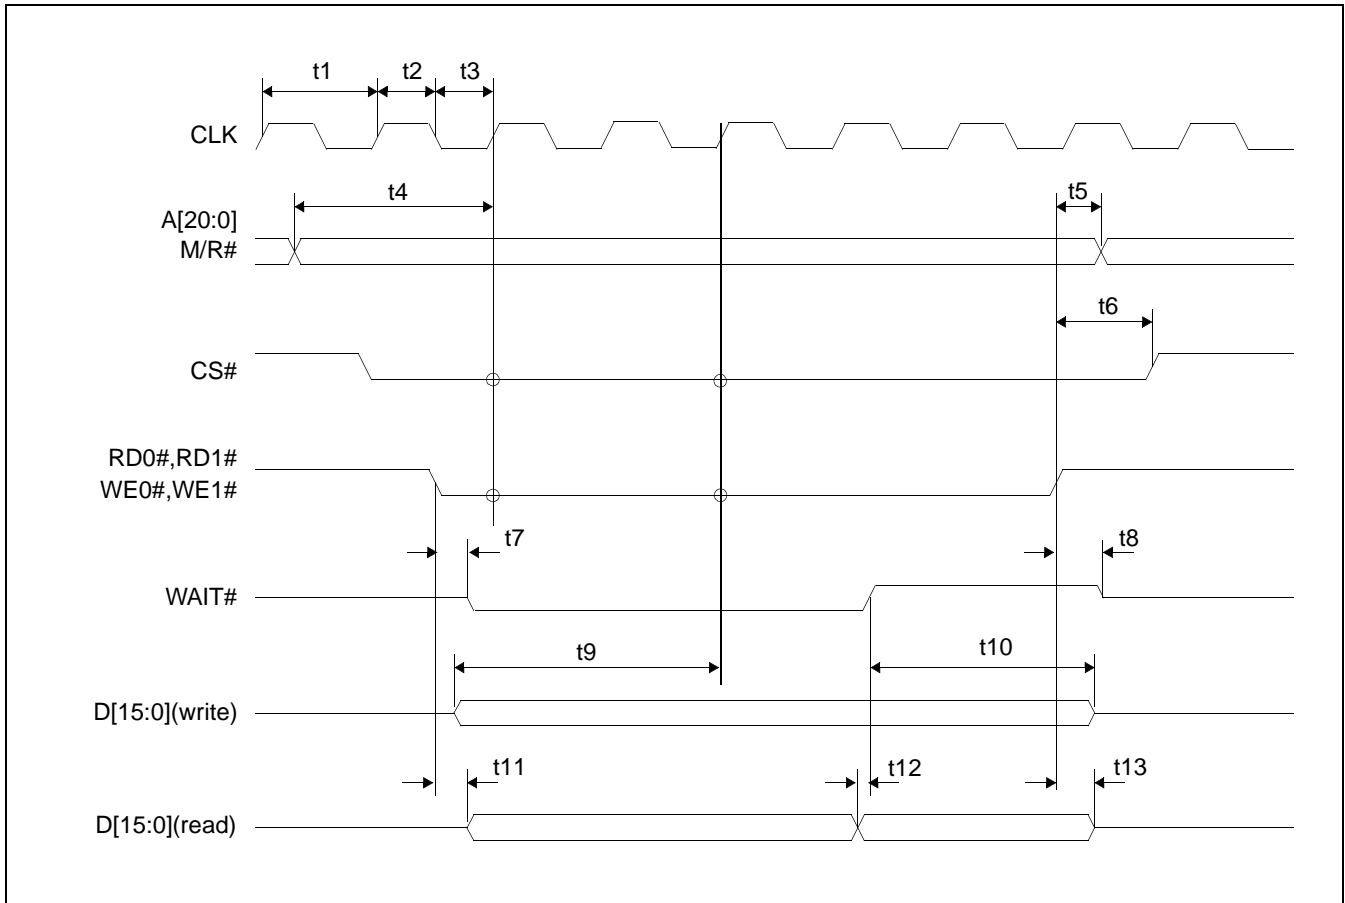 t1
t2
t3
CLK
t4
t5
A[20:0]
M/R#
t6
CS#
RD0#,RD1#
WE0#,WE1#
t7
t8
WAIT#
t9
t10
D[15:0](write)
t11
t12
t13
D[15:0](read)